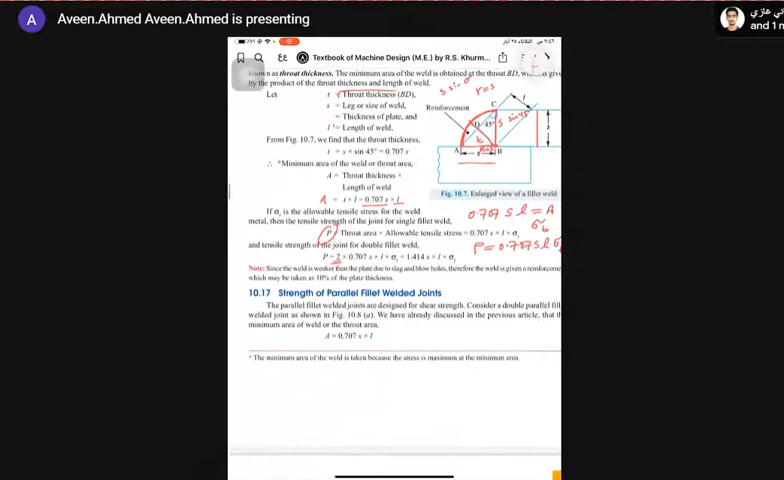 A Aveen.Ahmed Aveen.Ahmed is presenting
and 1
Textbook of Machine Design (M.E.) by R.S. Khurm...
known as throat thickness. The minimum area of the weld is obtained at the throat BD,
by the product of the throat thickness and length of weld.
Let t = Throat thickness (BD),
s = Leg or size of weld,
= Thickness of plate, and
l = Length of weld,
From Fig. 10.7, we find that the throat thickness,
t = s × sin 45° = 0.707 s
∴ *Minimum area of the weld or throat area,
A = Throat thickness ×
Length of weld
A = t × l = 0.707 s × l
If σt is the allowable tensile stress for the weld
metal, then the tensile strength of the joint for single fillet weld,
P Throat area × Allowable tensile stress = 0.707 s × l × σt
and tensile strength of the joint for double fillet weld,
P = 2 × 0.707 s × l × σt = 1.414 s × l × σt
Note: Since the weld is weaker than the plate due to slag and blow holes, therefore the weld is given a reinforceme
which may be taken as 10% of the plate thickness.
s sin σ
r=s
Reinforcement
C
45°
s sin 45
A
B
Fig. 10.7. Enlarged view of a fillet weld
0.707 s l = A
P = 0.707 s l σ
10.17 Strength of Parallel Fillet Welded Joints
The parallel fillet welded joints are designed for shear strength. Consider a double parallel fill
welded joint as shown in Fig. 10.8 (a). We have already discussed in the previous article, that th
minimum area of weld or the throat area,
A = 0.707 s × l
* The minimum area of the weld is taken because the stress is maximum at the minimum area.